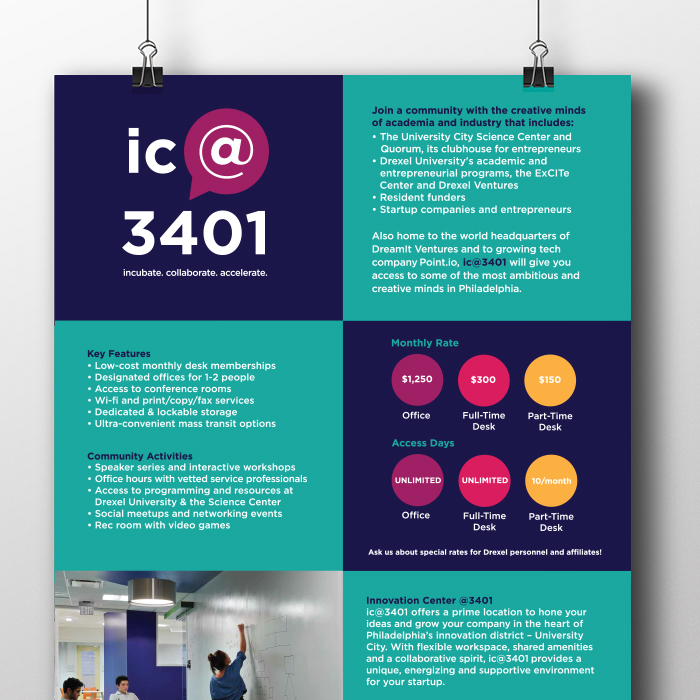 ic @
3401
incubate. collaborate. accelerate.
Join a community with the creative minds
of academia and industry that includes:
• The University City Science Center and
Quorum, its clubhouse for entrepreneurs
• Drexel University's academic and
entrepreneurial programs, the ExCITe
Center and Drexel Ventures
• Resident funders
• Startup companies and entrepreneurs
Also home to the world headquarters of
DreamIt Ventures and to growing tech
company Point.io, ic@3401 will give you
access to some of the most ambitious and
creative minds in Philadelphia.
Key Features
• Low-cost monthly desk memberships
• Designated offices for 1-2 people
• Access to conference rooms
• Wi-fi and print/copy/fax services
• Dedicated & lockable storage
• Ultra-convenient mass transit options
Community Activities
• Speaker series and interactive workshops
• Office hours with vetted service professionals
• Access to programming and resources at
Drexel University & the Science Center
• Social meetups and networking events
• Rec room with video games
Monthly Rate
$1,250 $300 $150
Office Full-Time Part-Time
Desk Desk
Access Days
UNLIMITED UNLIMITED 10/month
Office Full-Time Part-Time
Desk Desk
Ask us about special rates for Drexel personnel and affiliates!
Innovation Center @3401
ic@3401 offers a prime location to hone your
ideas and grow your company in the heart of
Philadelphia's innovation district – University
City. With flexible workspace, shared amenities
and a collaborative spirit, ic@3401 provides a
unique, energizing and supportive environment
for your startup.